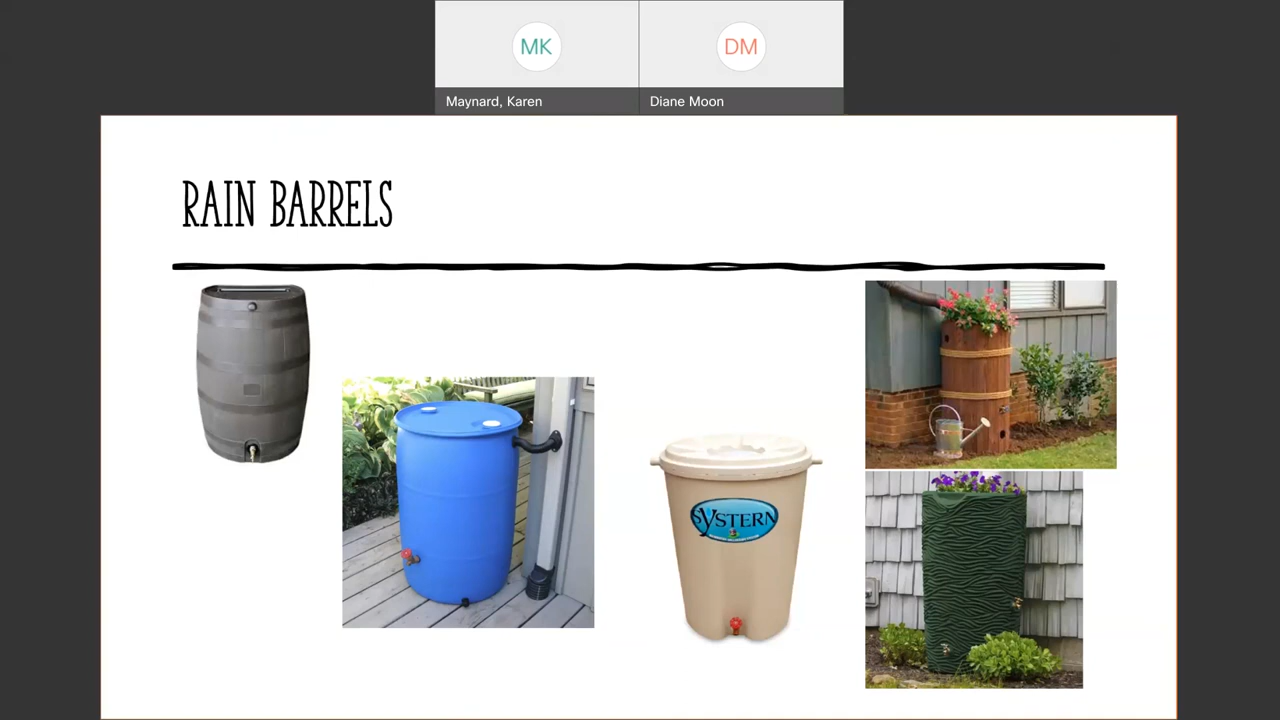 MK
DM
Maynard, Karen
Diane Moon
RAIN BARRELS
SYSTERN